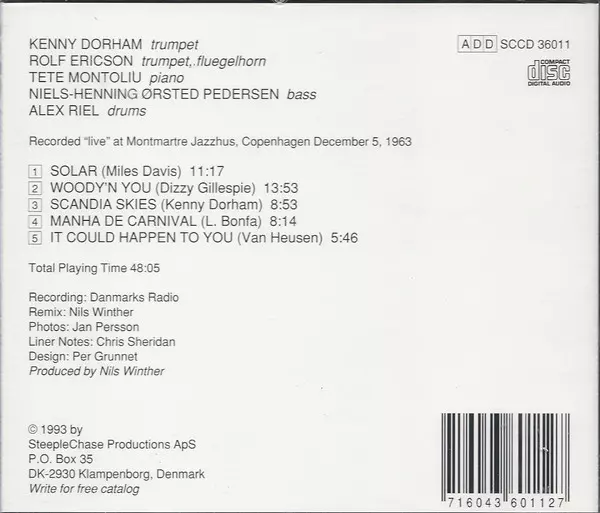 KENNY DORHAM trumpet
ROLF ERICSON trumpet, fluegelhorn
TETE MONTOLIU piano
NIELS-HENNING ØRSTED PEDERSEN bass
ALEX RIEL drums
ADD SCCD 36011
COMPACT
disc
DIGITAL AUDIO
Recorded "live" at Montmartre Jazzhus, Copenhagen December 5, 1963
1 SOLAR (Miles Davis) 11:17
2 WOODY'N YOU (Dizzy Gillespie) 13:53
3 SCANDIA SKIES (Kenny Dorham) 8:53
4 MANHA DE CARNIVAL (L. Bonfa) 8:14
5 IT COULD HAPPEN TO YOU (Van Heusen) 5:46
Total Playing Time 48:05
Recording: Danmarks Radio
Remix: Nils Winther
Photos: Jan Persson
Liner Notes: Chris Sheridan
Design: Per Grunnet
Produced by Nils Winther
© 1993 by
SteepleChase Productions ApS
P.O. Box 35
DK-2930 Klampenborg, Denmark
Write for free catalog
716043 601127